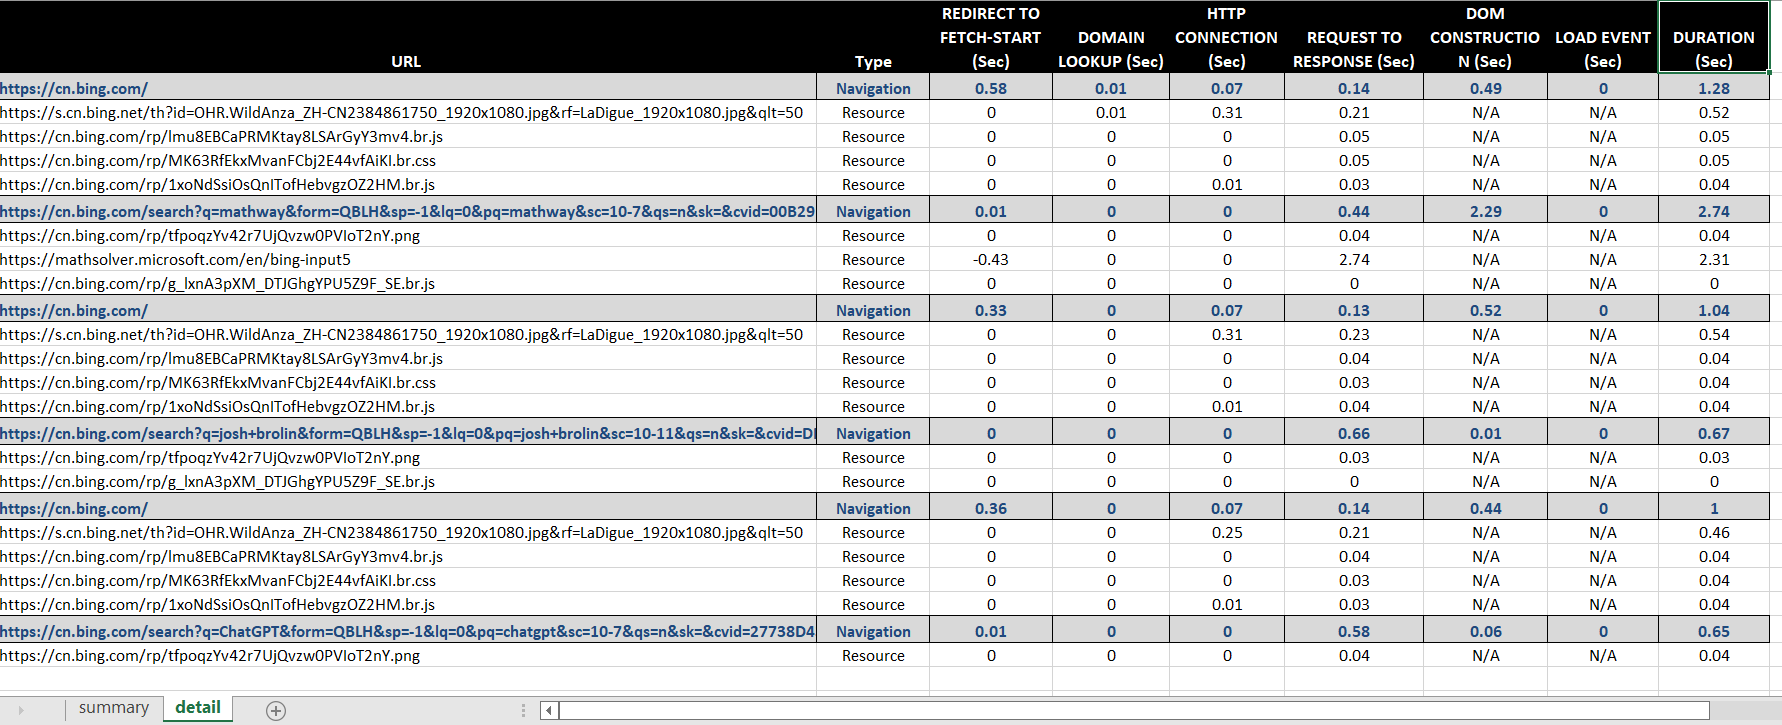 URL Type REDIRECT TO FETCH-START (Sec) DOMAIN LOOKUP (Sec) HTTP CONNECTION (Sec) REQUEST TO RESPONSE (Sec) DOM CONSTRUCTIO N (Sec) LOAD EVENT (Sec) DURATION (Sec)
https://cn.bing.com/ Navigation 0.58 0.01 0.07 0.14 0.49 0 1.28
https://s.cn.bing.net/th?id=OHR.WildAnza_ZH-CN2384861750_1920x1080.jpg&rf=LaDigue_1920x1080.jpg&qlt=50 Resource 0 0.01 0.31 0.21 N/A N/A 0.52
https://cn.bing.com/rp/lmu8EBCaPRMKtay8LSArGyY3mv4.br.js Resource 0 0 0 0.05 N/A N/A 0.05
https://cn.bing.com/rp/MK63RfEkxMvanFCbj2E44vfAiKI.br.css Resource 0 0 0 0.05 N/A N/A 0.05
https://cn.bing.com/rp/1xoNdSsiOsQnITofHebvgzOZ2HM.br.js Resource 0 0 0.01 0.03 N/A N/A 0.04
https://cn.bing.com/search?q=mathway&form=QBLH&sp=-1&lq=0&pq=mathway&sc=10-7&qs=n&sk=&cvid=00B29 Navigation 0.01 0 0 0.44 2.29 0 2.74
https://cn.bing.com/rp/tfpoqzYv42r7UjQvzw0PVIoT2nY.png Resource 0 0 0 0.04 N/A N/A 0.04
https://mathsolver.microsoft.com/en/bing-input5 Resource -0.43 0 0 2.74 N/A N/A 2.31
https://cn.bing.com/rp/g_lxnA3pXM_DTJGhgYPU5Z9F_SE.br.js Resource 0 0 0 0 N/A N/A 0
https://cn.bing.com/ Navigation 0.33 0 0.07 0.13 0.52 0 1.04
https://s.cn.bing.net/th?id=OHR.WildAnza_ZH-CN2384861750_1920x1080.jpg&rf=LaDigue_1920x1080.jpg&qlt=50 Resource 0 0 0.31 0.23 N/A N/A 0.54
https://cn.bing.com/rp/lmu8EBCaPRMKtay8LSArGyY3mv4.br.js Resource 0 0 0 0.04 N/A N/A 0.04
https://cn.bing.com/rp/MK63RfEkxMvanFCbj2E44vfAiKI.br.css Resource 0 0 0 0.03 N/A N/A 0.04
https://cn.bing.com/rp/1xoNdSsiOsQnITofHebvgzOZ2HM.br.js Resource 0 0 0.01 0.04 N/A N/A 0.04
https://cn.bing.com/search?q=josh+brolin&form=QBLH&sp=-1&lq=0&pq=josh+brolin&sc=10-11&qs=n&sk=&cvid=D Navigation 0 0 0 0.66 0.01 0 0.67
https://cn.bing.com/rp/tfpoqzYv42r7UjQvzw0PVIoT2nY.png Resource 0 0 0 0.03 N/A N/A 0.03
https://cn.bing.com/rp/g_lxnA3pXM_DTJGhgYPU5Z9F_SE.br.js Resource 0 0 0 0 N/A N/A 0
https://cn.bing.com/ Navigation 0.36 0 0.07 0.14 0.44 0 1
https://s.cn.bing.net/th?id=OHR.WildAnza_ZH-CN2384861750_1920x1080.jpg&rf=LaDigue_1920x1080.jpg&qlt=50 Resource 0 0 0.25 0.21 N/A N/A 0.46
https://cn.bing.com/rp/lmu8EBCaPRMKtay8LSArGyY3mv4.br.js Resource 0 0 0 0.04 N/A N/A 0.04
https://cn.bing.com/rp/MK63RfEkxMvanFCbj2E44vfAiKI.br.css Resource 0 0 0 0.03 N/A N/A 0.04
https://cn.bing.com/rp/1xoNdSsiOsQnITofHebvgzOZ2HM.br.js Resource 0 0 0.01 0.03 N/A N/A 0.04
https://cn.bing.com/search?q=ChatGPT&form=QBLH&sp=-1&lq=0&pq=chatgpt&sc=10-7&qs=n&sk=&cvid=27738D4 Navigation 0.01 0 0 0.58 0.06 0 0.65
https://cn.bing.com/rp/tfpoqzYv42r7UjQvzw0PVIoT2nY.png Resource 0 0 0 0.04 N/A N/A 0.04
summary detail